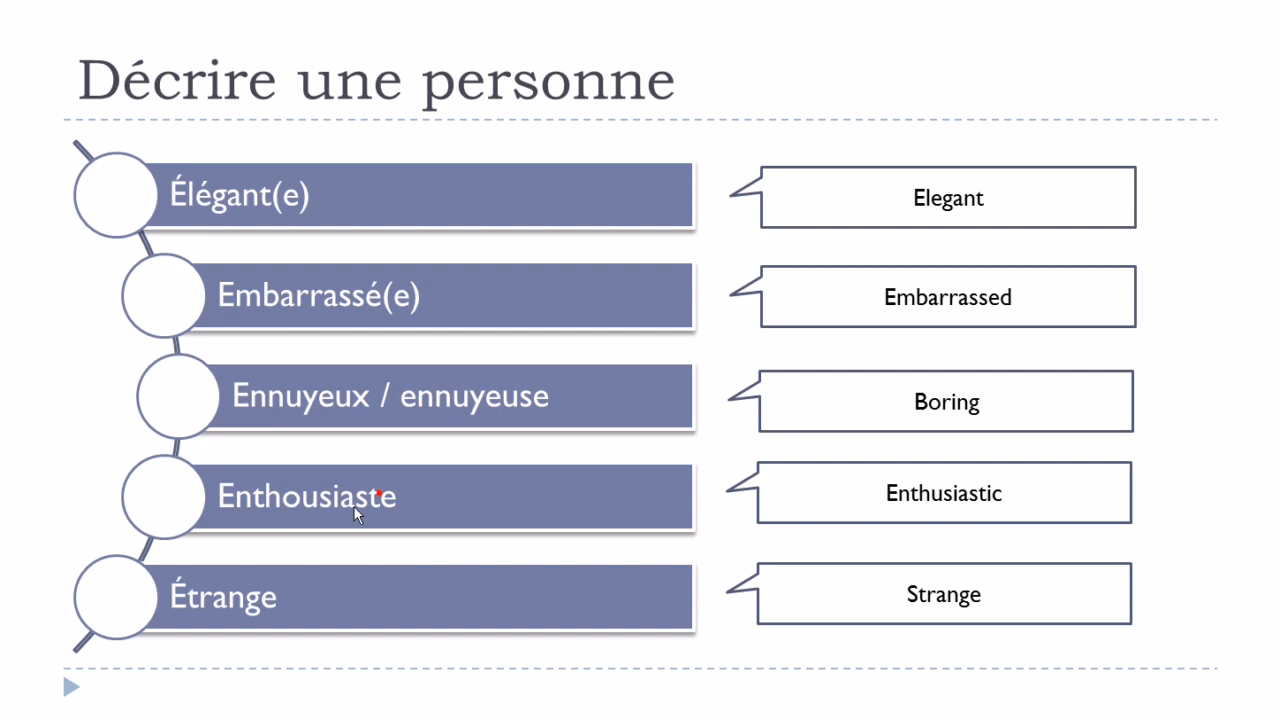 Décrire une personne
Élégant(e)
Elegant
Embarrassé(e)
Embarrassed
Ennuyeux / ennuyeuse
Boring
Enthousiaste
Enthusiastic
Étrange
Strange